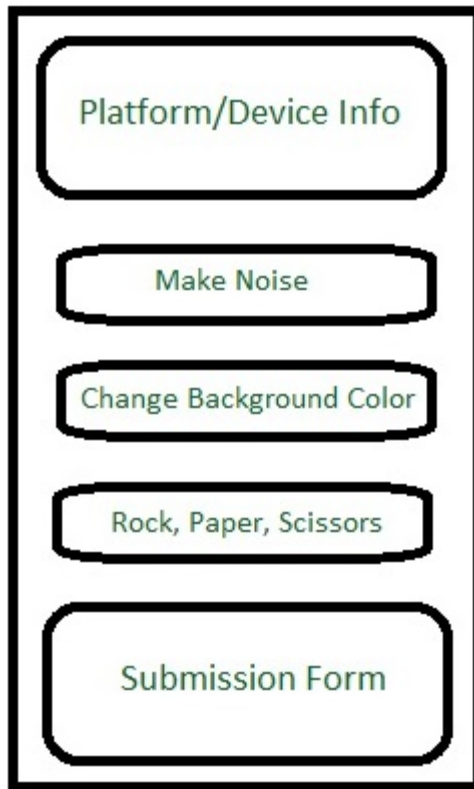 Platform/Device Info
Make Noise
Change Background Color
Rock, Paper, Scissors
Submission Form